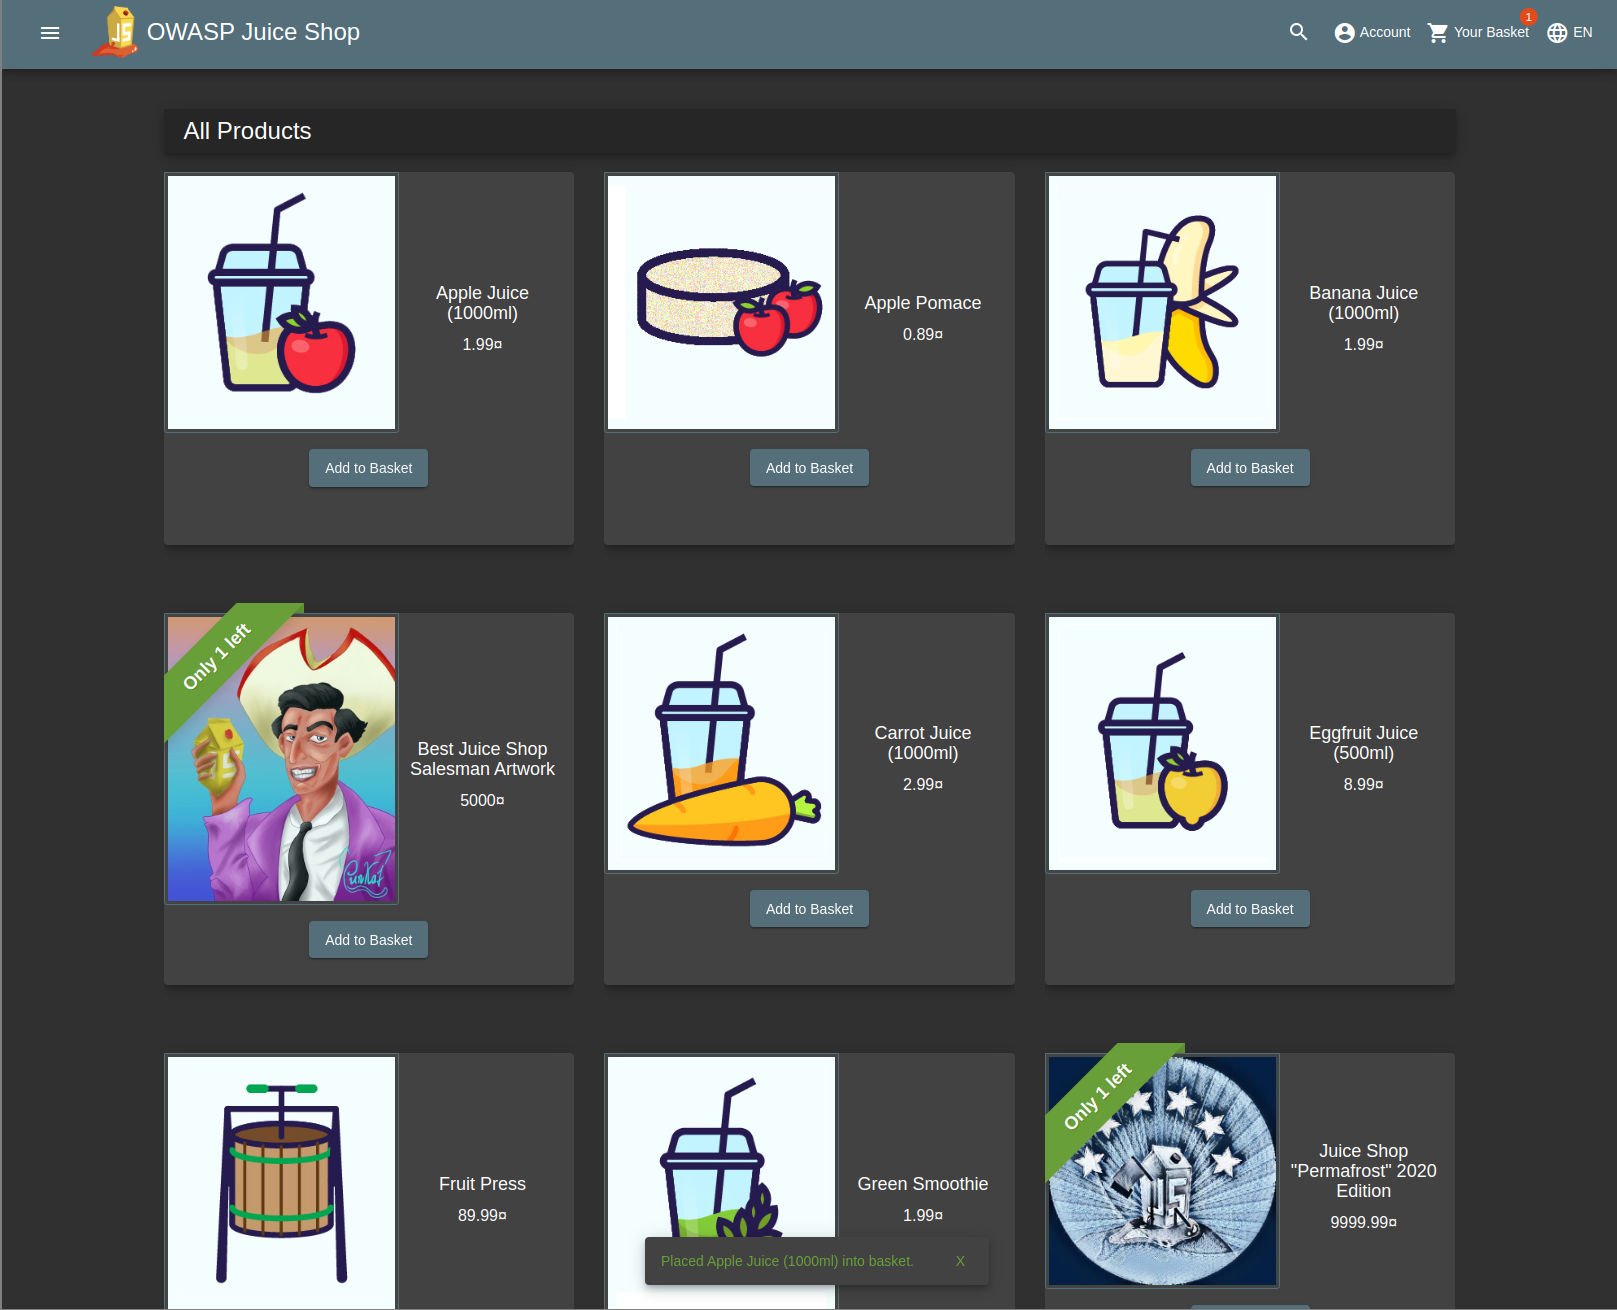 OWASP Juice Shop
Account
Your Basket
1
EN
All Products
Apple Juice
(1000ml)
1.99¤
Add to Basket
Apple Pomace
0.89¤
Add to Basket
Banana Juice
(1000ml)
1.99¤
Add to Basket
Only 1 left
Best Juice Shop
Salesman Artwork
5000¤
Add to Basket
Carrot Juice
(1000ml)
2.99¤
Add to Basket
Eggfruit Juice
(500ml)
8.99¤
Add to Basket
Fruit Press
89.99¤
Green Smoothie
1.99¤
Only 1 left
Juice Shop
"Permafrost" 2020
Edition
9999.99¤
Placed Apple Juice (1000ml) into basket.
X